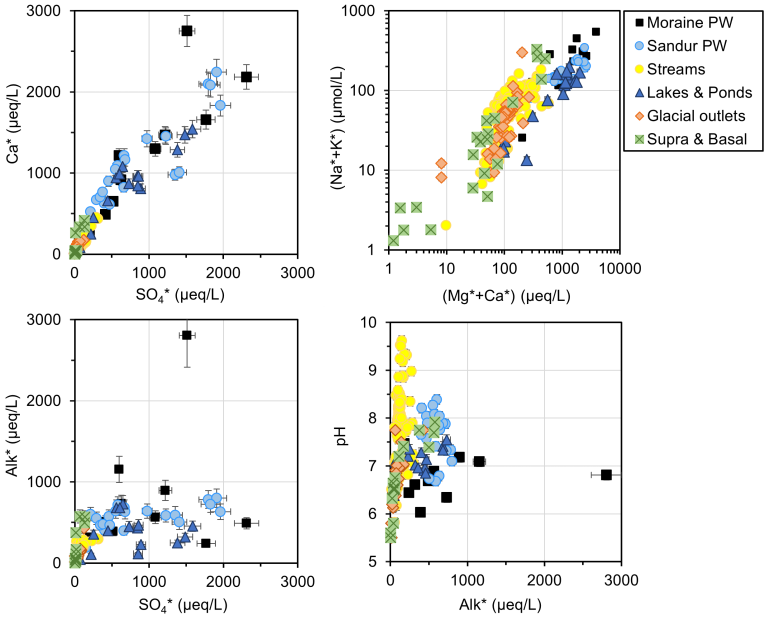 3000
2000
1000
0
0
1000
2000
3000
Ca* (µeq/L)
SO₄* (µeq/L)
1000
100
10
1
1
10
100
1000
10000
(Na*+K*) (µmol/L)
(Mg*+Ca*) (µeq/L)
Moraine PW
Sandur PW
Streams
Lakes & Ponds
Glacial outlets
Supra & Basal
3000
2000
1000
0
0
1000
2000
3000
Alk* (µeq/L)
SO₄* (µeq/L)
10
9
8
7
6
5
0
1000
2000
3000
pH
Alk* (µeq/L)